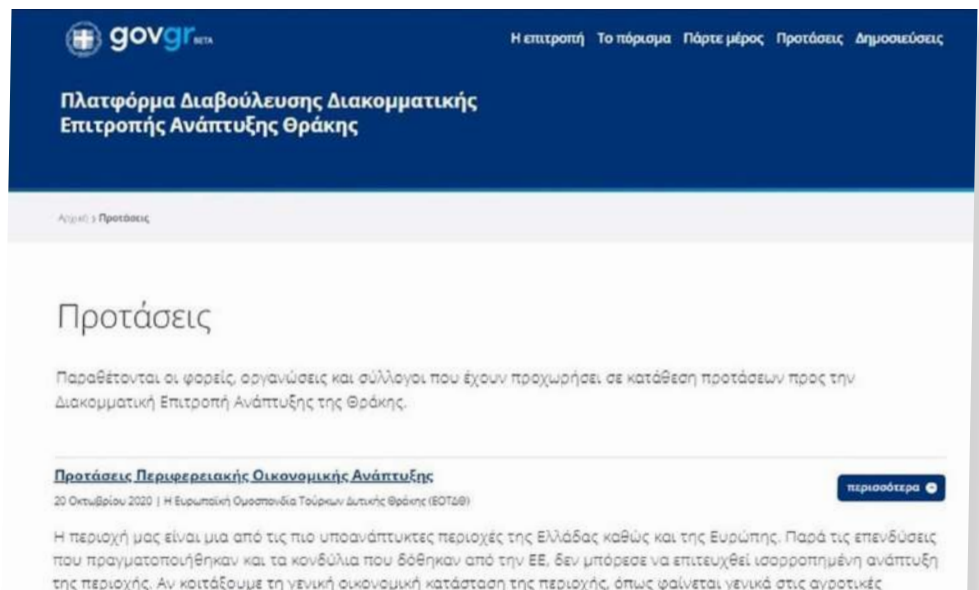 govgr BETA
Η επιτροπή Το πόρισμα Πάρτε μέρος Προτάσεις Δημοσιεύσεις
Πλατφόρμα Διαβούλευσης Διακομματικής
Επιτροπής Ανάπτυξης Θράκης
Αρχική > Προτάσεις
Προτάσεις
Παρατέθονται οι φορείς, οργανώσεις και σύλλογοι που έχουν προχωρήσει σε κατάθεση προτάσεων προς την
Διακομματική Επιτροπή Ανάπτυξης της Θράκης.
Προτάσεις Περιφερειακής Οικονομικής Ανάπτυξης
20 Οκτωβρίου 2020 | Η Ευρωπαϊκή Ομοσπονδία Τούρκων Δυτικής Θράκης (ΕΟΤΔΘ)
περισσότερα
Η περιοχή μας είναι μια από τις πιο υποανάπτυκτες περιοχές της Ελλάδας καθώς και της Ευρώπης. Παρά τις επενδύσεις
που πραγματοποιήθηκαν και τα κονδύλια που δόθηκαν από την ΕΕ, δεν μπόρεσε να επιτευχθεί ισορροπημένη ανάπτυξη
της περιοχής. Αν κοιτάξουμε τη γενική οικονομική κατάσταση της περιοχής, όπως φαίνεται γενικά στις αγροτικές